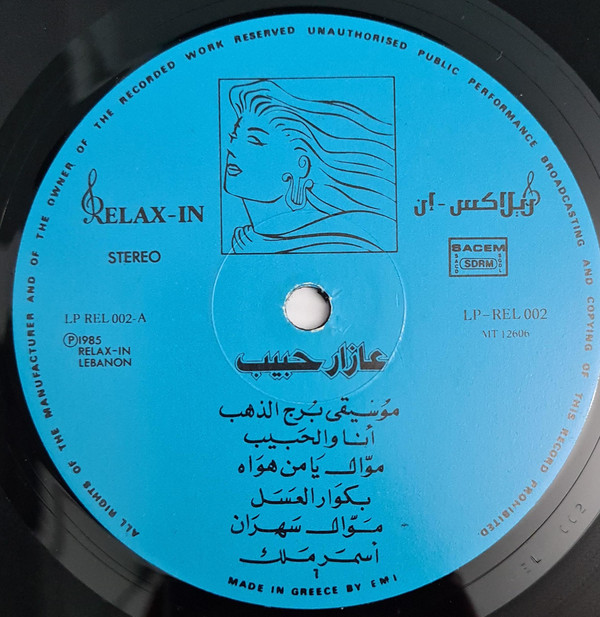 ALL RIGHTS OF THE MANUFACTURER AND OF THE OWNER OF THE RECORDED WORK RESERVED UNAUTHORISED PUBLIC PERFORMANCE BROADCASTING AND COPYING OF THIS RECORD PROHIBITED
RELAX-IN
ريلاكس - إن
STEREO
SACEM
SACD SDRM SGDL
LP REL 002-A
LP-REL 002
MT 12606
Ⓟ1985
RELAX-IN
LEBANON
عازار حبيب
موسيقى برج الذهب
أنا والحبيب
موّال يا من هواه
بكوار العسل
موّال سهران
أسمر ملك
MADE IN GREECE BY EMI